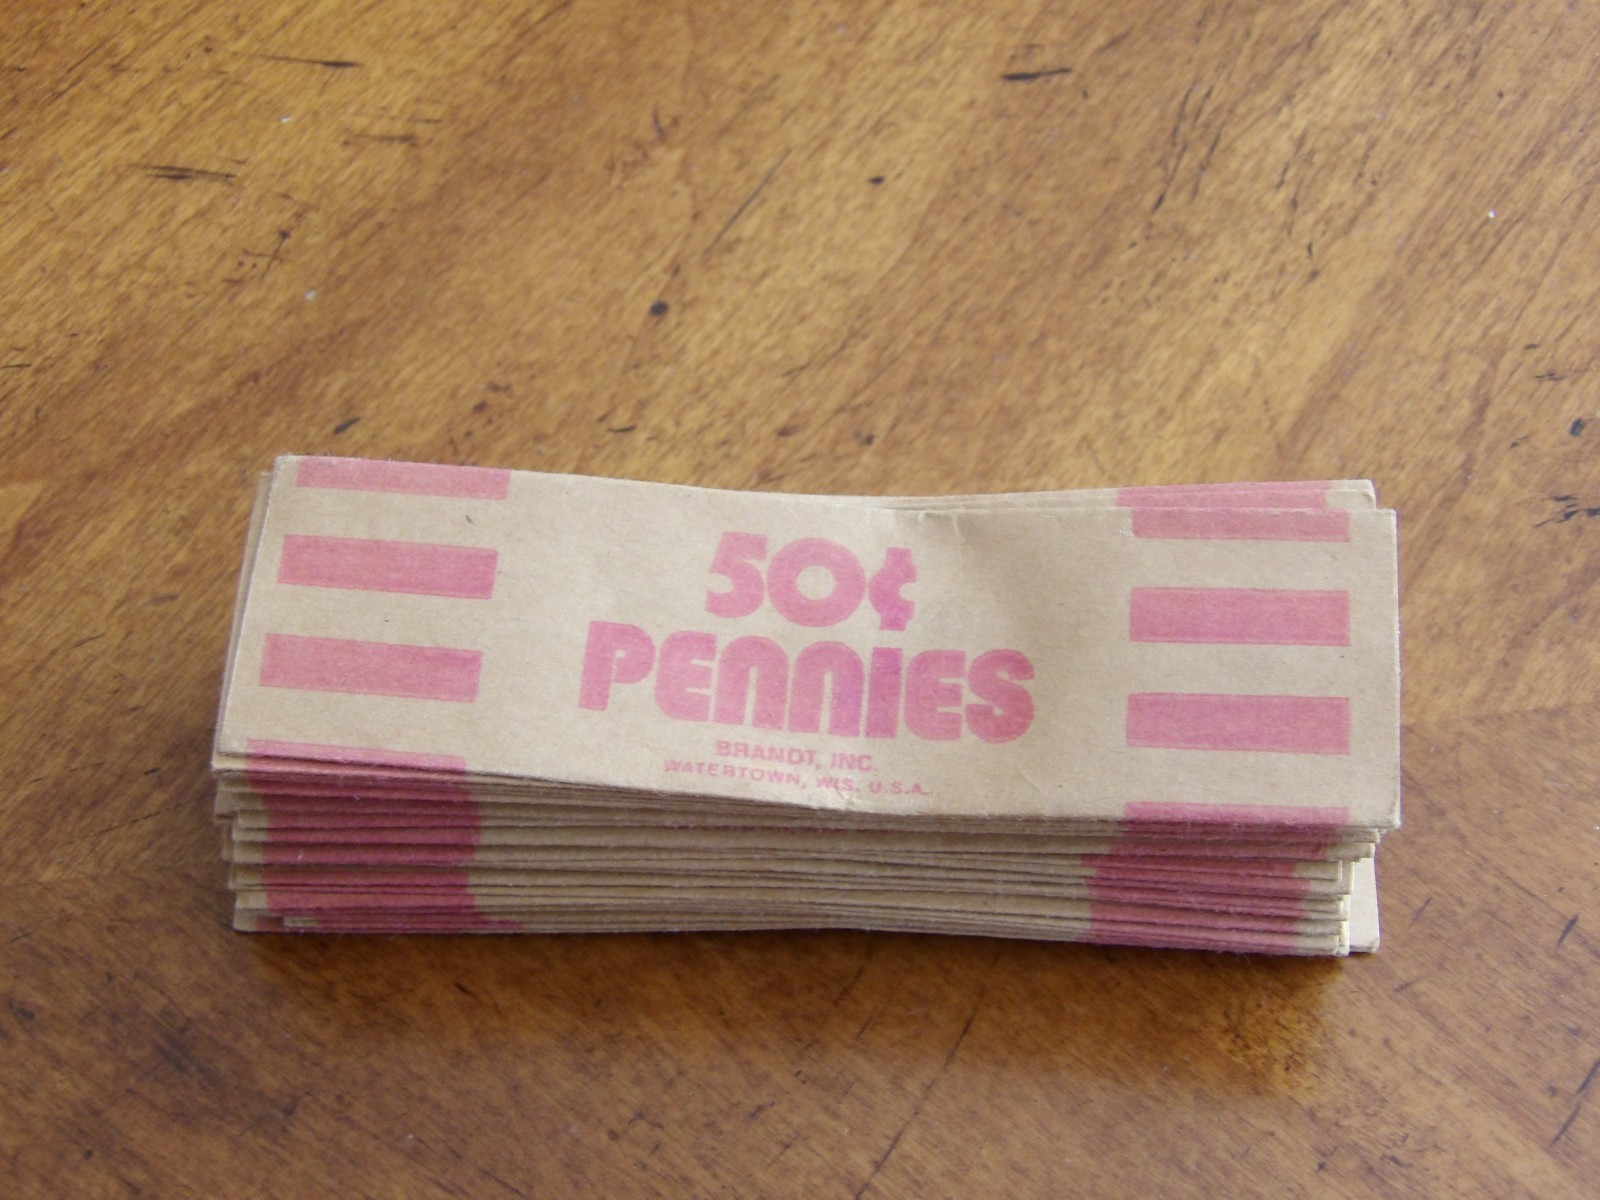 50¢
PENNIES
BRANDT, INC.
WATERTOWN, WIS. U.S.A.